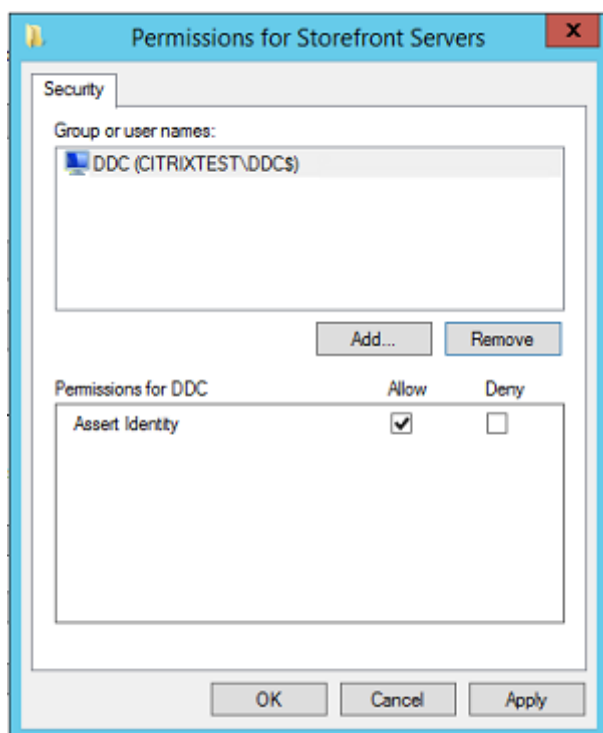 Permissions for Storefront Servers
x
Security
Group or user names:
DDC (CITRIXTEST\DDC$)
Add... Remove
Permissions for DDC Allow Deny
Assert Identity
OK Cancel Apply